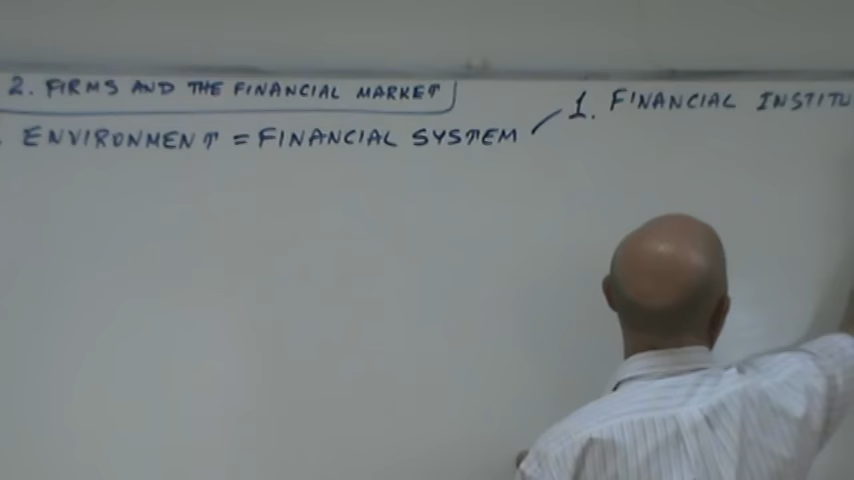 2. FIRMS AND THE FINANCIAL MARKET
ENVIRONMENT = FINANCIAL SYSTEM
1. FINANCIAL INSTITU